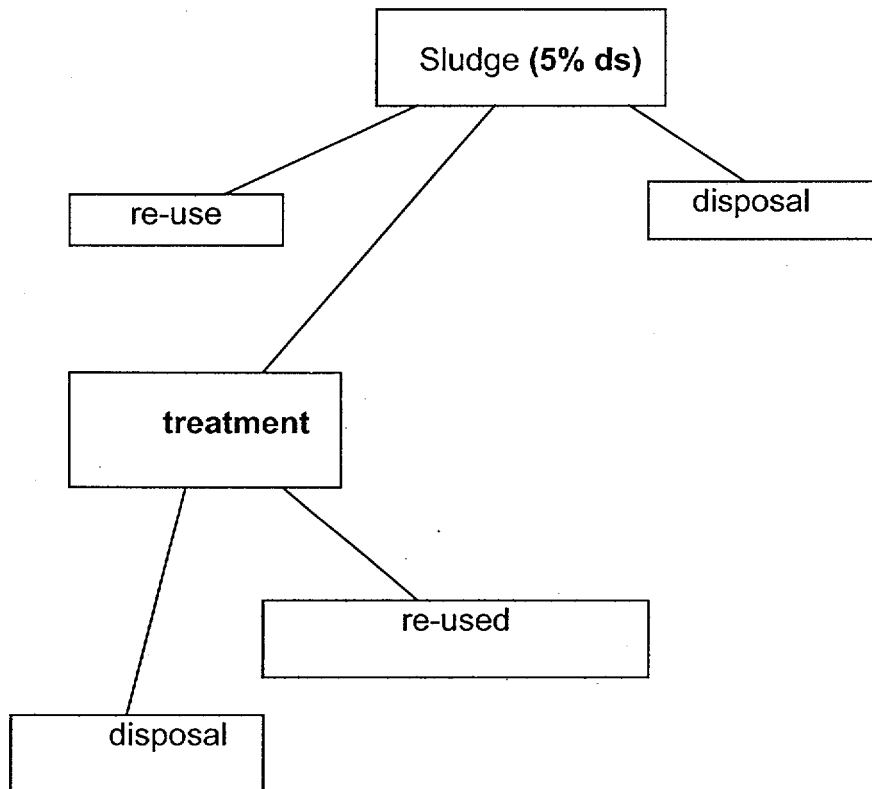 Sludge (5% ds)
re-use
disposal
treatment
re-used
disposal